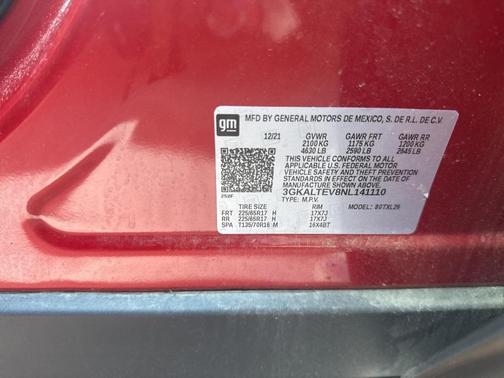 gm
MFD BY GENERAL MOTORS DE MEXICO, S. DE R.L. DE C.V.
12/21 GVWR GAWR FRT GAWR RR
2100 KG 1175 KG 1200 KG
4630 LB 2590 LB 2645 LB
THIS VEHICLE CONFORMS TO ALL
APPLICABLE U.S. FEDERAL MOTOR
VEHICLE SAFETY, BUMPER, AND THEFT
PREVENTION STANDARDS IN EFFECT ON
THE DATE OF MANUFACTURE SHOWN ABOVE.
3GKALTEV8NL141110
TYPE: M.P.V.
TIRE SIZE RIM MODEL: 
FRT 225/65R17 H 17X7J
RR 225/65R17 H 17X7J
SPA T135/70R16 M 16X4BT